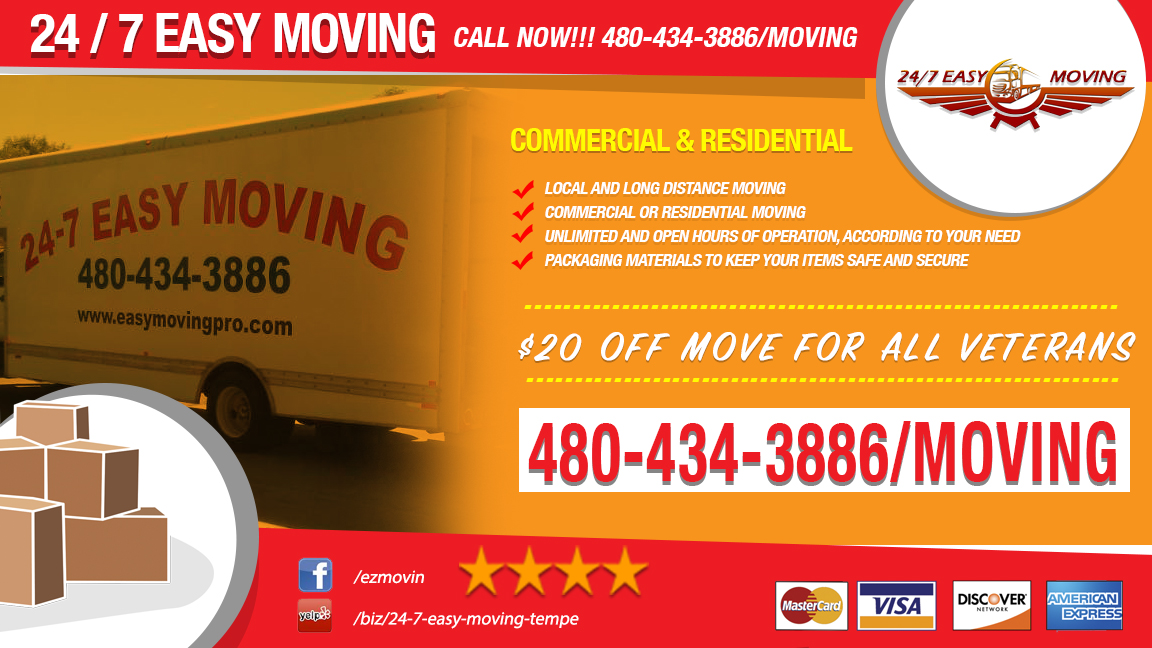 24 / 7 EASY MOVING
CALL NOW!!! 480-434-3886/MOVING
24/7 EASY MOVING
24-7 EASY MOVING
480-434-3886
www.easymovingpro.com
COMMERCIAL & RESIDENTIAL
LOCAL AND LONG DISTANCE MOVING
COMMERCIAL OR RESIDENTIAL MOVING
UNLIMITED AND OPEN HOURS OF OPERATION, ACCORDING TO YOUR NEED
PACKAGING MATERIALS TO KEEP YOUR ITEMS SAFE AND SECURE
$20 OFF MOVE FOR ALL VETERANS
480-434-3886/MOVING
f
/ezmovin
yelp
/biz/24-7-easy-moving-tempe
MasterCard
VISA
DISCOVER
NETWORK
AMERICAN
EXPRESS